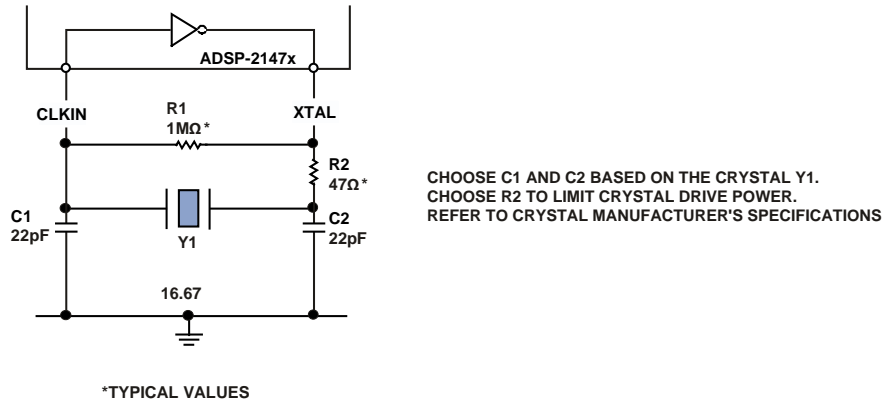 ADSP-2147x
CLKIN
XTAL
R1
1MΩ*
R2
47Ω*
C1
22pF
Y1
C2
22pF
16.67
CHOOSE C1 AND C2 BASED ON THE CRYSTAL Y1.
CHOOSE R2 TO LIMIT CRYSTAL DRIVE POWER.
REFER TO CRYSTAL MANUFACTURER'S SPECIFICATIONS
*TYPICAL VALUES